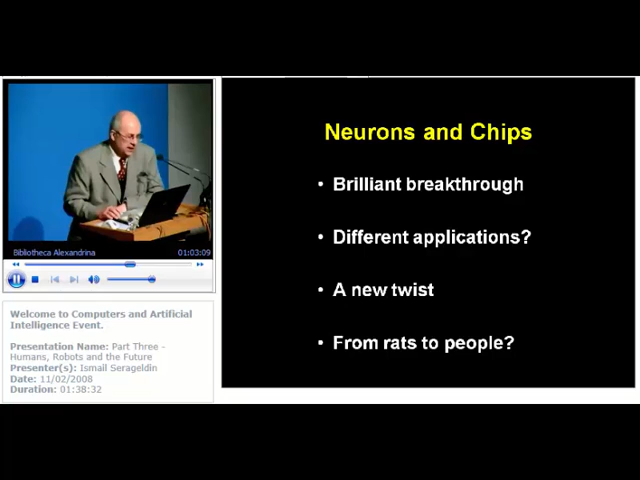 Bibliotheca Alexandrina 01:03:09
Welcome to Computers and Artificial
Intelligence Event.
Presentation Name: Part Three -
Humans, Robots and the Future
Presenter(s): Ismail Serageldin
Date: 11/02/2008
Duration: 01:38:32
Neurons and Chips
• Brilliant breakthrough
• Different applications?
• A new twist
• From rats to people?